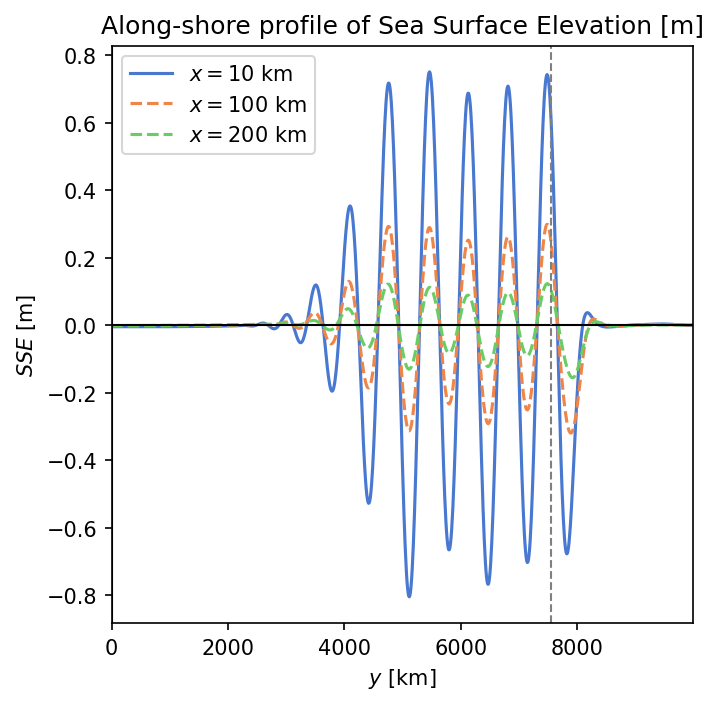 Along-shore profile of Sea Surface Elevation [m]
x = 10 km
x = 100 km
x = 200 km
0.8
0.6
0.4
0.2
0.0
−0.2
−0.4
−0.6
−0.8
SSE [m]
0 2000 4000 6000 8000
y [km]